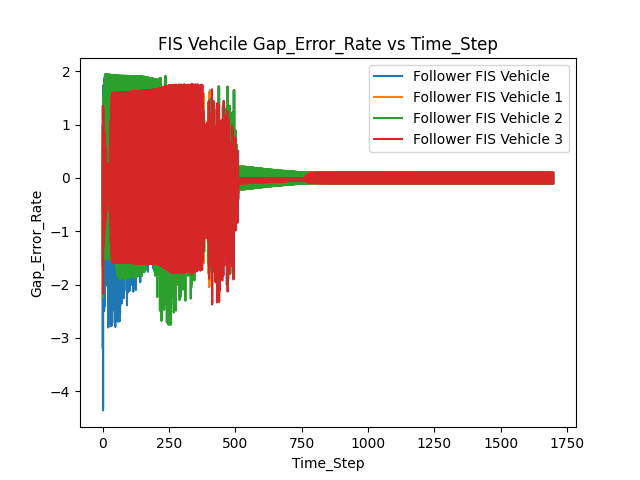 FIS Vehcile Gap_Error_Rate vs Time_Step
Follower FIS Vehicle
Follower FIS Vehicle 1
Follower FIS Vehicle 2
Follower FIS Vehicle 3
Gap_Error_Rate
2
1
0
−1
−2
−3
−4
0 250 500 750 1000 1250 1500 1750
Time_Step